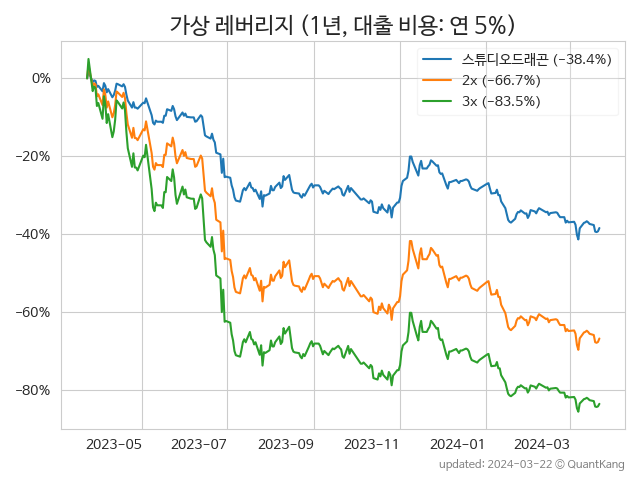 가상 레버리지 (1년, 대출 비용: 연 5%)
스튜디오드래곤 (−38.4%)
2x (−66.7%)
3x (−83.5%)
0%
−20%
−40%
−60%
−80%
2023-05 2023-07 2023-09 2023-11 2024-01 2024-03
updated: 2024-03-22 © QuantKang